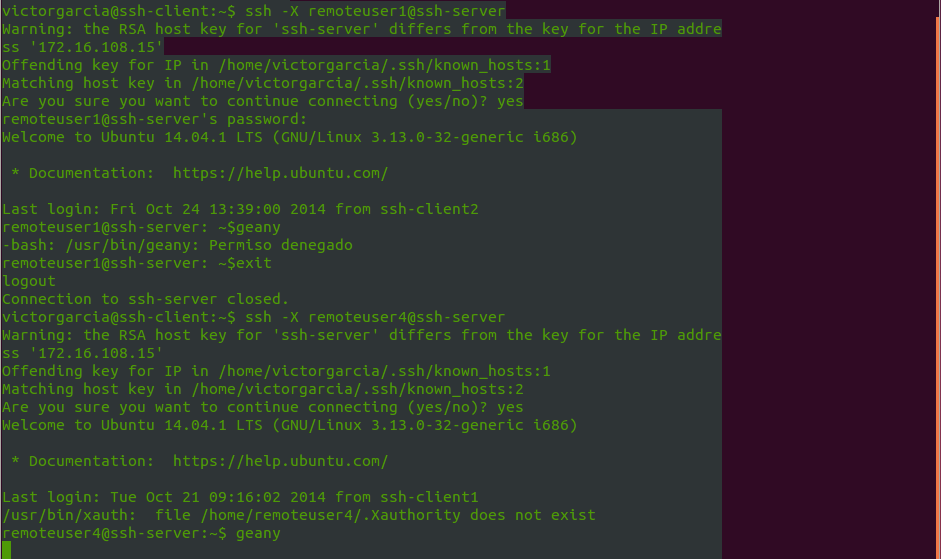 victorgarcia@ssh-client:~$ ssh -X remoteuser1@ssh-server
Warning: the RSA host key for 'ssh-server' differs from the key for the IP addre
ss '172.16.108.15'
Offending key for IP in /home/victorgarcia/.ssh/known_hosts:1
Matching host key in /home/victorgarcia/.ssh/known_hosts:2
Are you sure you want to continue connecting (yes/no)? yes
remoteuser1@ssh-server's password:
Welcome to Ubuntu 14.04.1 LTS (GNU/Linux 3.13.0-32-generic i686)
* Documentation:  https://help.ubuntu.com/
Last login: Fri Oct 24 13:39:00 2014 from ssh-client2
remoteuser1@ssh-server: ~$geany
-bash: /usr/bin/geany: Permiso denegado
remoteuser1@ssh-server: ~$exit
logout
Connection to ssh-server closed.
victorgarcia@ssh-client:~$ ssh -X remoteuser4@ssh-server
Warning: the RSA host key for 'ssh-server' differs from the key for the IP addre
ss '172.16.108.15'
Offending key for IP in /home/victorgarcia/.ssh/known_hosts:1
Matching host key in /home/victorgarcia/.ssh/known_hosts:2
Are you sure you want to continue connecting (yes/no)? yes
Welcome to Ubuntu 14.04.1 LTS (GNU/Linux 3.13.0-32-generic i686)
* Documentation:  https://help.ubuntu.com/
Last login: Tue Oct 21 09:16:02 2014 from ssh-client1
/usr/bin/xauth:  file /home/remoteuser4/.Xauthority does not exist
remoteuser4@ssh-server:~$ geany